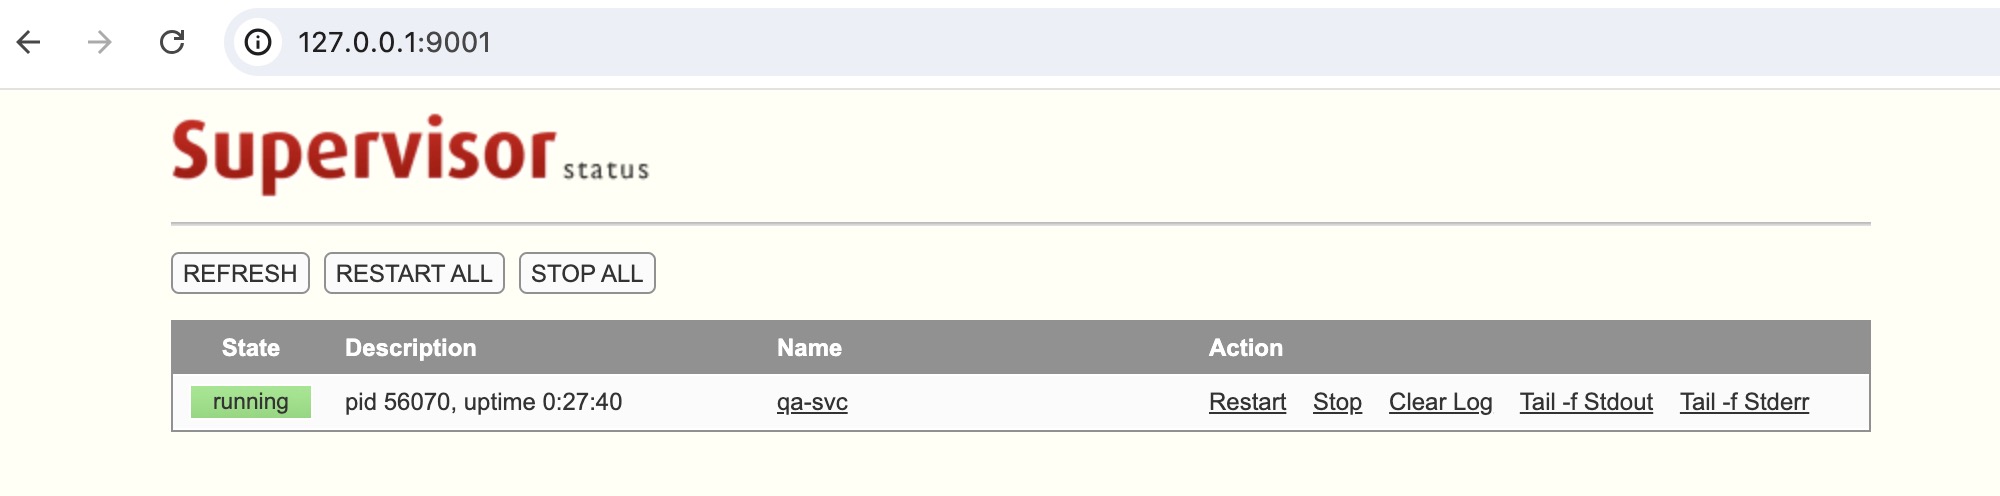 127.0.0.1:9001
Supervisor status
REFRESH RESTART ALL STOP ALL
State Description Name Action
running pid 56070, uptime 0:27:40 qa-svc Restart Stop Clear Log Tail -f Stdout Tail -f Stderr